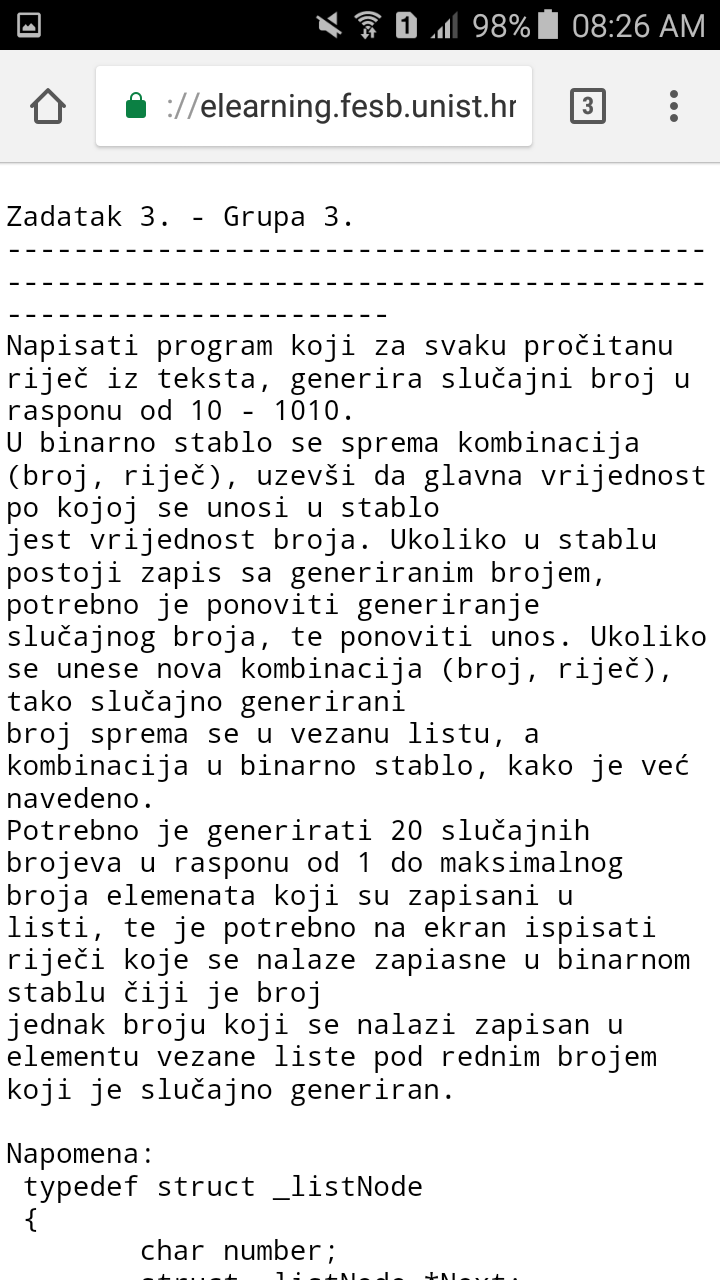 98% 08:26 AM
://elearning.fesb.unist.hr
3
Zadatak 3. - Grupa 3.
------------------------------------------
------------------------------------------
-----------------------
Napisati program koji za svaku pročitanu
riječ iz teksta, generira slučajni broj u
rasponu od 10 - 1010.
U binarno stablo se sprema kombinacija
(broj, riječ), uzevši da glavna vrijednost
po kojoj se unosi u stablo
jest vrijednost broja. Ukoliko u stablu
postoji zapis sa generiranim brojem,
potrebno je ponoviti generiranje
slučajnog broja, te ponoviti unos. Ukoliko
se unese nova kombinacija (broj, riječ),
tako slučajno generirani
broj sprema se u vezanu listu, a
kombinacija u binarno stablo, kako je već
navedeno.
Potrebno je generirati 20 slučajnih
brojeva u rasponu od 1 do maksimalnog
broja elemenata koji su zapisani u
listi, te je potrebno na ekran ispisati
riječi koje se nalaze zapiasne u binarnom
stablu čiji je broj
jednak broju koji se nalazi zapisan u
elementu vezane liste pod rednim brojem
koji je slučajno generiran.
Napomena:
typedef struct _listNode
{
char number;
struct _listNode *Next;